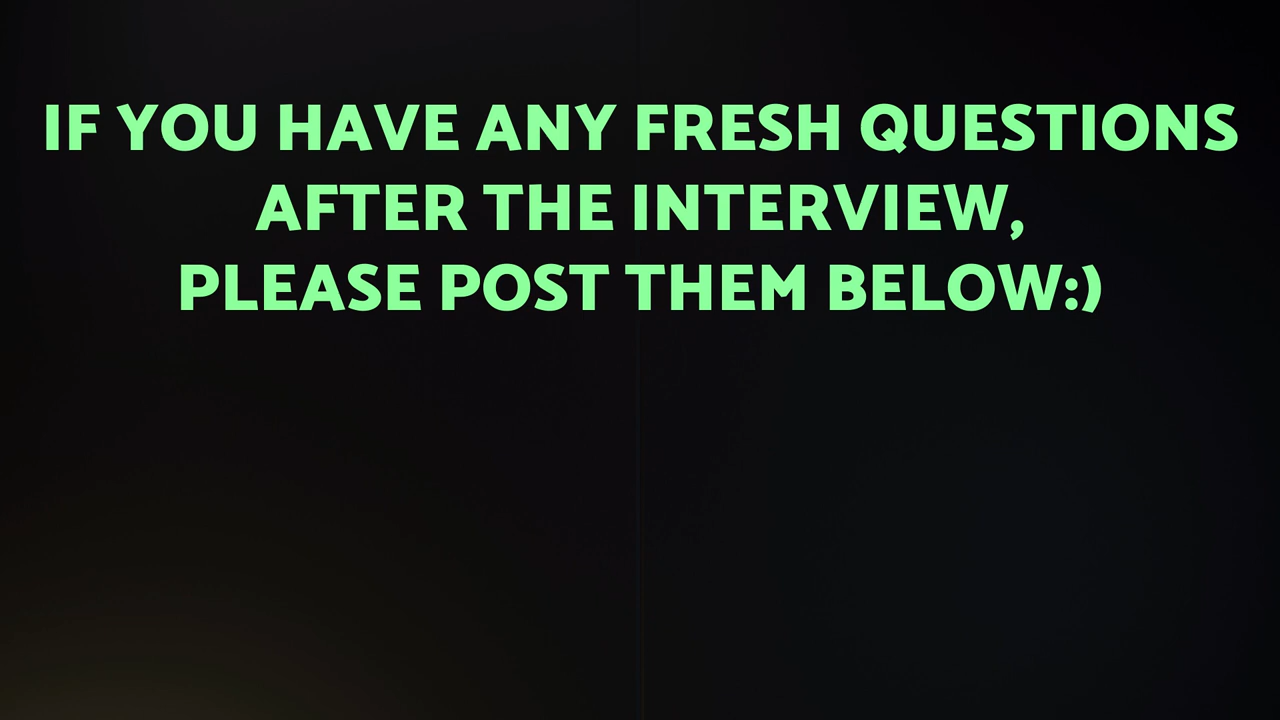 IF YOU HAVE ANY FRESH QUESTIONS
AFTER THE INTERVIEW,
PLEASE POST THEM BELOW:)